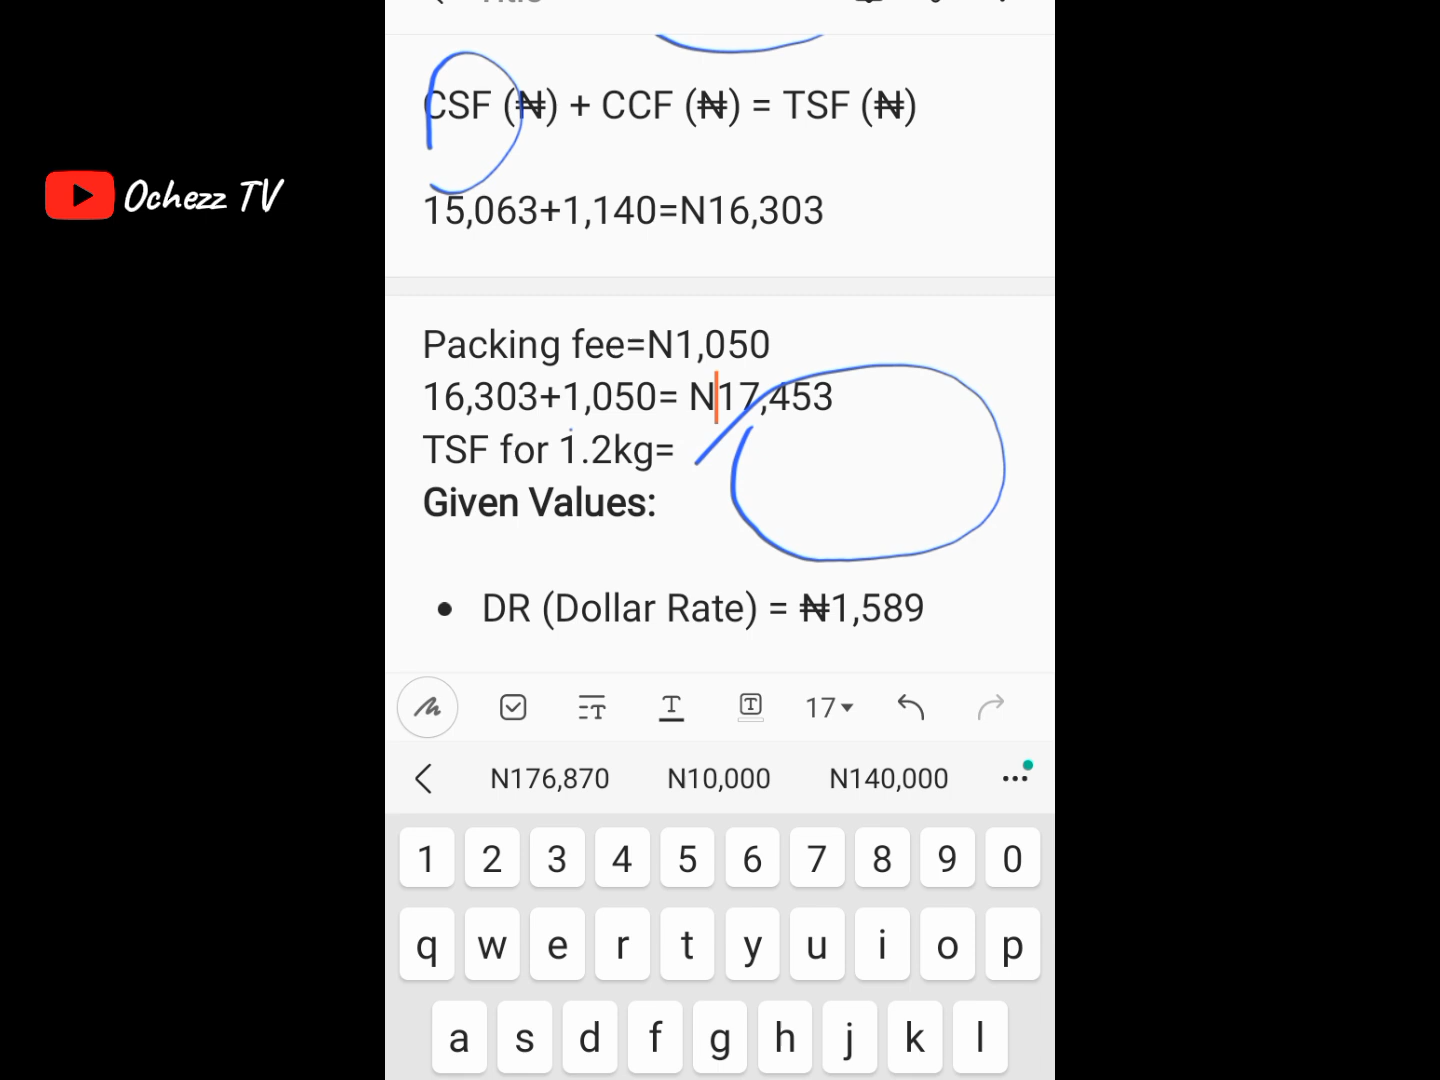 CSF (₦) + CCF (₦) = TSF (₦)
Ochezz TV
15,063+1,140=N16,303
Packing fee=N1,050
16,303+1,050= N17,453
TSF for 1.2kg=
Given Values:
• DR (Dollar Rate) = ₦1,589
17
N176,870 N10,000 N140,000
1 2 3 4 5 6 7 8 9 0
q w e r t y u i o p
a s d f g h j k l